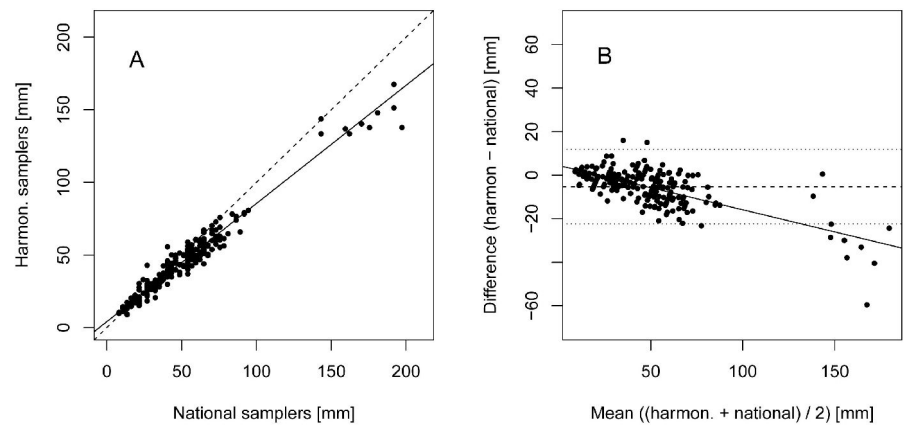 A
Harmon. samplers [mm]
200
150
100
50
0
0 50 100 150 200
National samplers [mm]
B
Difference (harmon − national) [mm]
60
40
20
0
−20
−60
50 100 150
Mean ((harmon. + national) / 2) [mm]